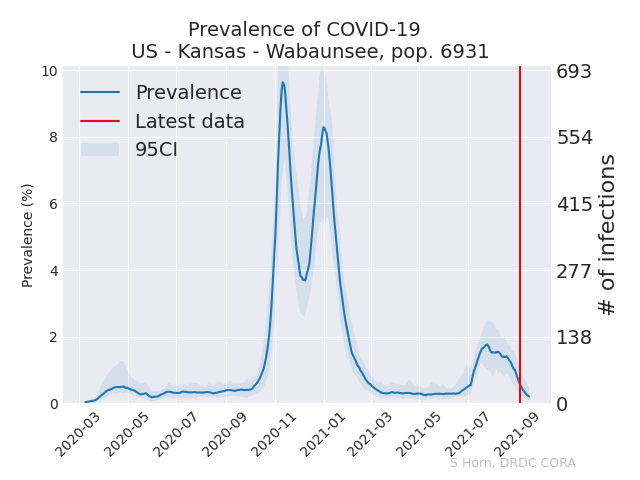 Prevalence of COVID-19
US - Kansas - Wabaunsee, pop. 6931
10
8
6
4
2
0
Prevalence (%)
Prevalence
Latest data
95CI
693
554
415
277
138
0
# of infections
2020-03
2020-05
2020-07
2020-09
2020-11
2021-01
2021-03
2021-05
2021-07
2021-09
S Horn, DRDC CORA